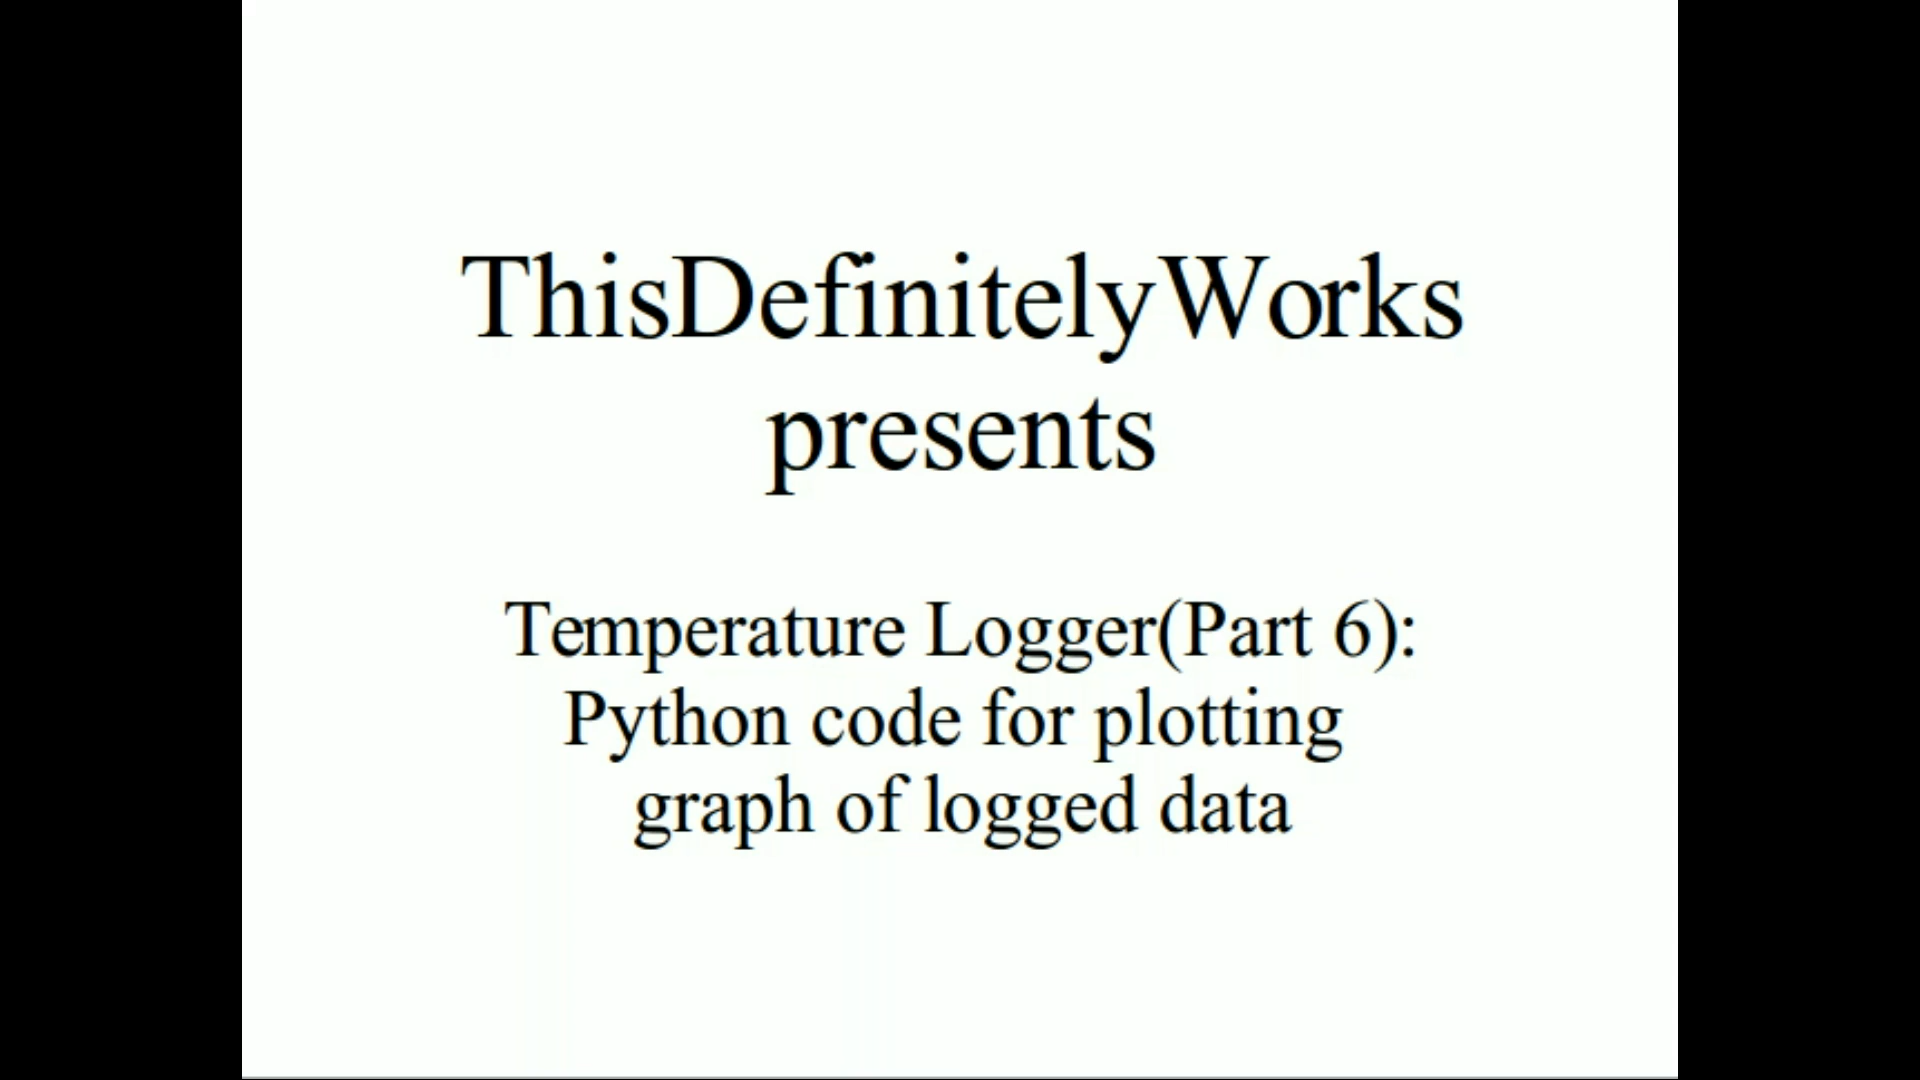 ThisDefinitelyWorks
presents
Temperature Logger(Part 6):
Python code for plotting
graph of logged data